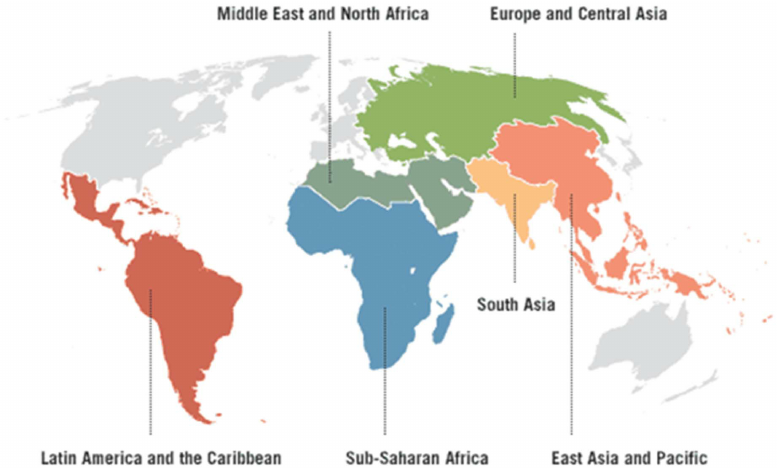 Middle East and North Africa
Europe and Central Asia
South Asia
Latin America and the Caribbean
Sub-Saharan Africa
East Asia and Pacific